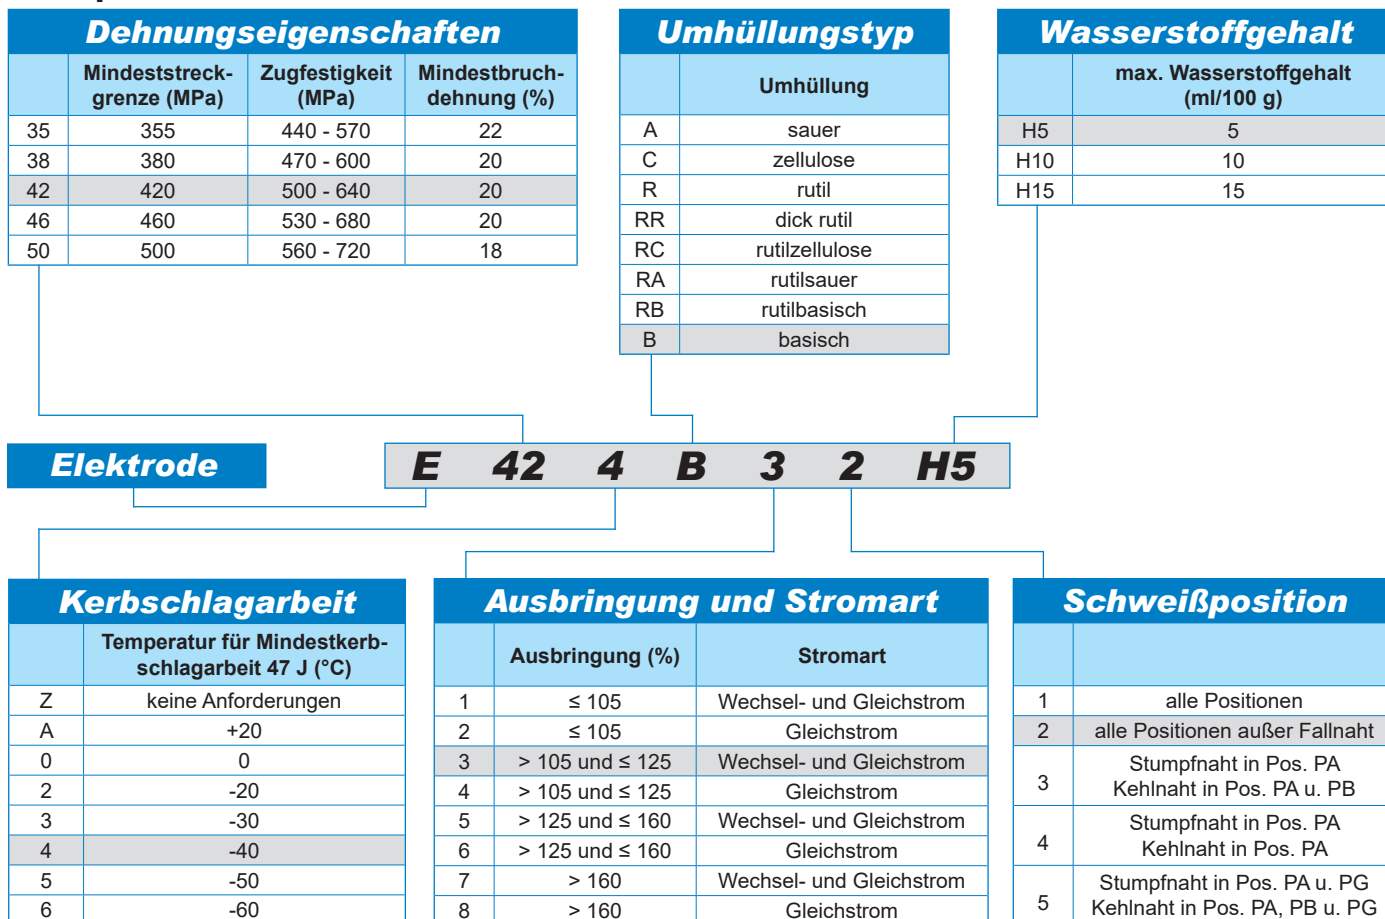 Dehnungseigenschaften
Mindeststreck-grenze (MPa) Zugfestigkeit (MPa) Mindestbruch-dehnung (%)
35 355 440 - 570 22
38 380 470 - 600 20
42 420 500 - 640 20
46 460 530 - 680 20
50 500 560 - 720 18
Umhüllungstyp
Umhüllung
A sauer
C zellulose
R rutil
RR dick rutil
RC rutilzellulose
RA rutilsauer
RB rutilbasisch
B basisch
Wasserstoffgehalt
max. Wasserstoffgehalt
(ml/100 g)
H5 5
H10 10
H15 15
Elektrode
E 42 4 B 3 2 H5
Kerbschlagarbeit
Temperatur für Mindestkerb-
schlagarbeit 47 J (°C)
Z keine Anforderungen
A +20
0 0
2 -20
3 -30
4 -40
5 -50
6 -60
Ausbringung und Stromart
Ausbringung (%) Stromart
1 ≤ 105 Wechsel- und Gleichstrom
2 ≤ 105 Gleichstrom
3 > 105 und ≤ 125 Wechsel- und Gleichstrom
4 > 105 und ≤ 125 Gleichstrom
5 > 125 und ≤ 160 Wechsel- und Gleichstrom
6 > 125 und ≤ 160 Gleichstrom
7 > 160 Wechsel- und Gleichstrom
8 > 160 Gleichstrom
Schweißposition
1 alle Positionen
2 alle Positionen außer Fallnaht
3 Stumpfnaht in Pos. PA
Kehlnaht in Pos. PA u. PB
4 Stumpfnaht in Pos. PA
Kehlnaht in Pos. PA
5 Stumpfnaht in Pos. PA u. PG
Kehlnaht in Pos. PA, PB u. PG